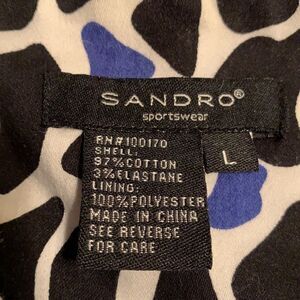 SANDRO®
sportswear
RN#100170
SHELL:
97%COTTON
3%ELASTANE
LINING:
100%POLYESTER
MADE IN CHINA
SEE REVERSE
FOR CARE
L